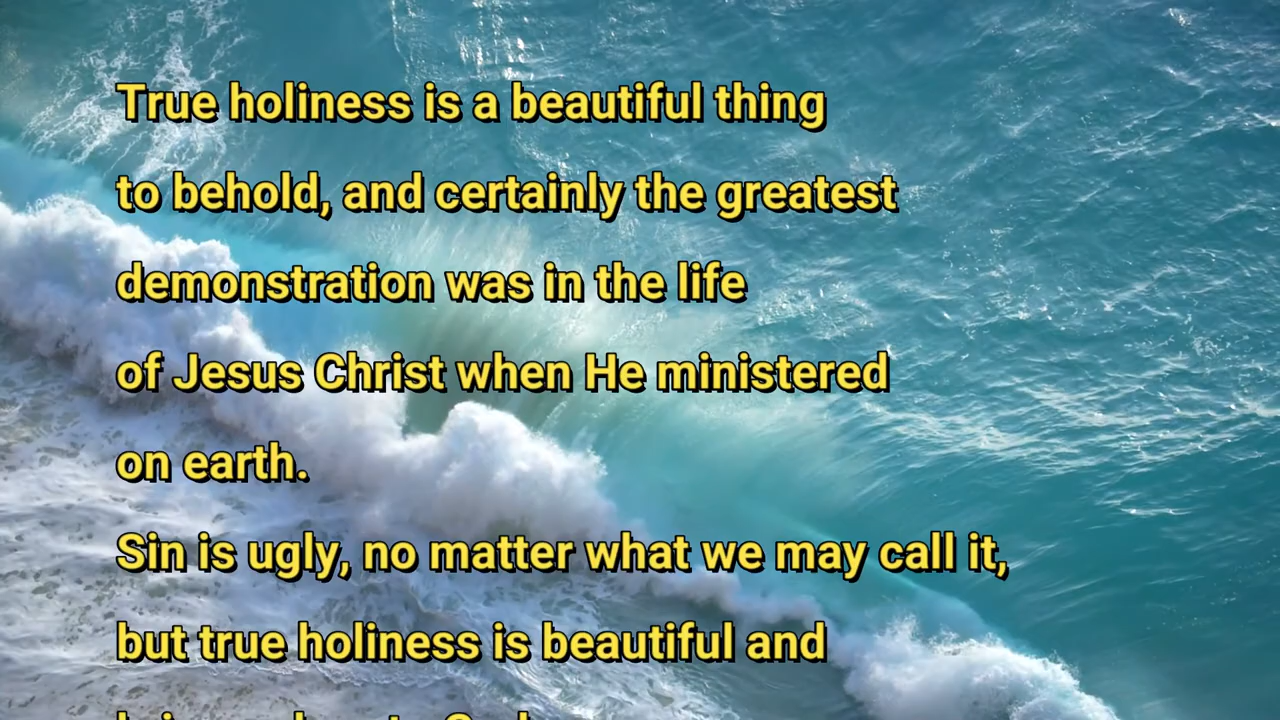 True holiness is a beautiful thing
to behold, and certainly the greatest
demonstration was in the life
of Jesus Christ when He ministered
on earth.
Sin is ugly, no matter what we may call it,
but true holiness is beautiful and